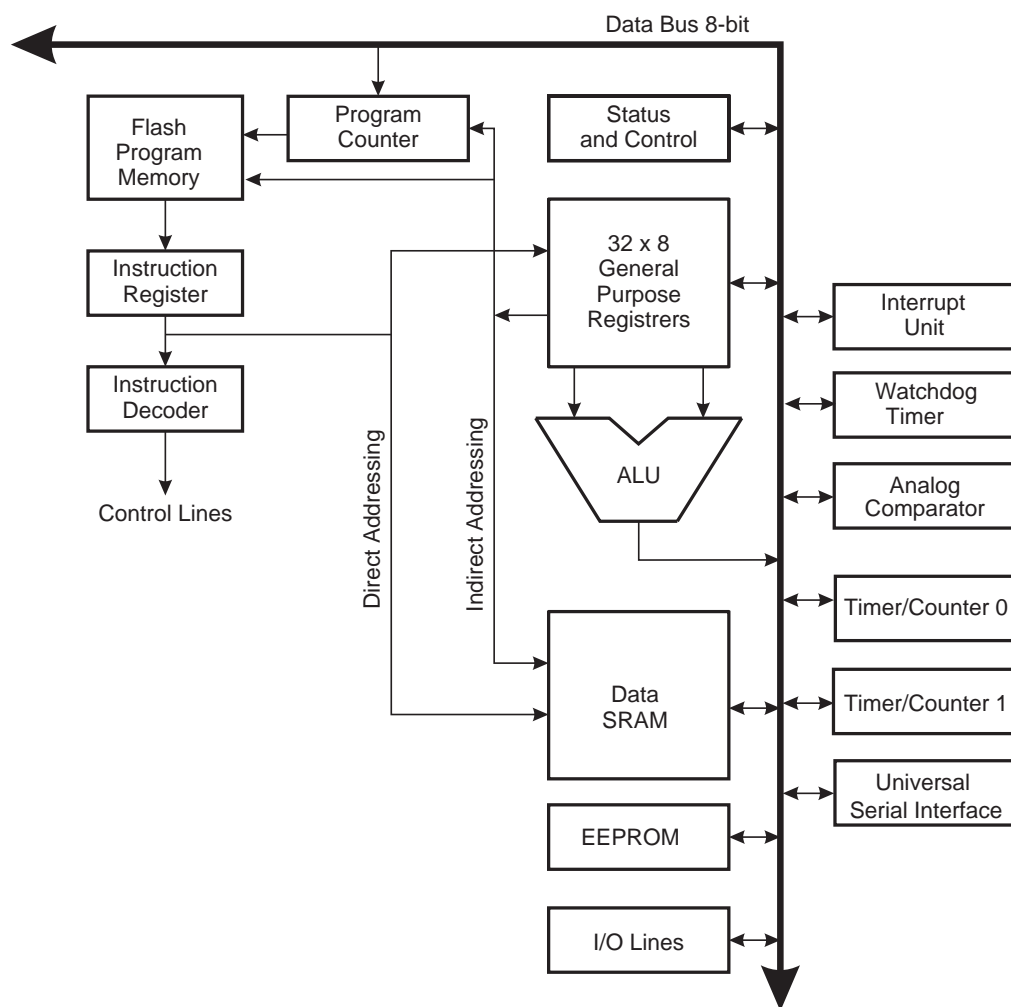 Data Bus 8-bit
Flash
Program
Memory
Program
Counter
Status
and Control
Instruction
Register
32 x 8
General
Purpose
Registrers
Interrupt
Unit
Instruction
Decoder
Watchdog
Timer
Control Lines
Direct Addressing
Indirect Addressing
ALU
Analog
Comparator
Timer/Counter 0
Data
SRAM
Timer/Counter 1
Universal
Serial Interface
EEPROM
I/O Lines